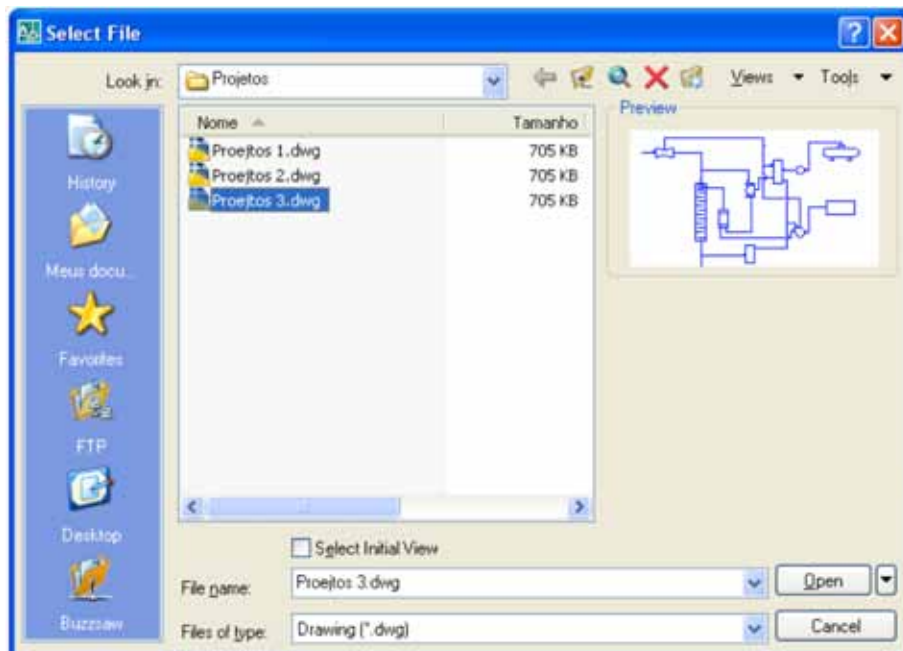 Select File
Look in: Projetos Views Tools
Nome Tamanho Preview
Proejtos 1.dwg 705 KB
Proejtos 2.dwg 705 KB
Proejtos 3.dwg 705 KB
History
Meus docu...
Favorites
FTP
Desktop
Buzzsaw
Select Initial View
File name: Proejtos 3.dwg Open
Files of type: Drawing (*.dwg) Cancel